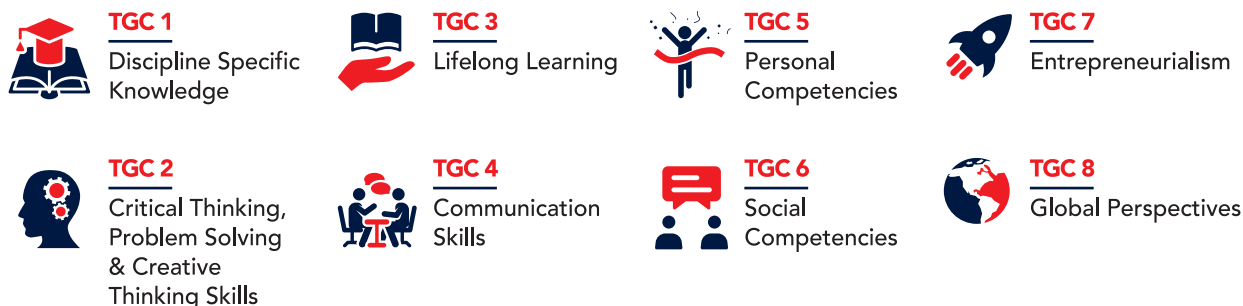 TGC 1
Discipline Specific
Knowledge
TGC 3
Lifelong Learning
TGC 5
Personal
Competencies
TGC 7
Entrepreneurialism
TGC 2
Critical Thinking,
Problem Solving
& Creative
Thinking Skills
TGC 4
Communication
Skills
TGC 6
Social
Competencies
TGC 8
Global Perspectives